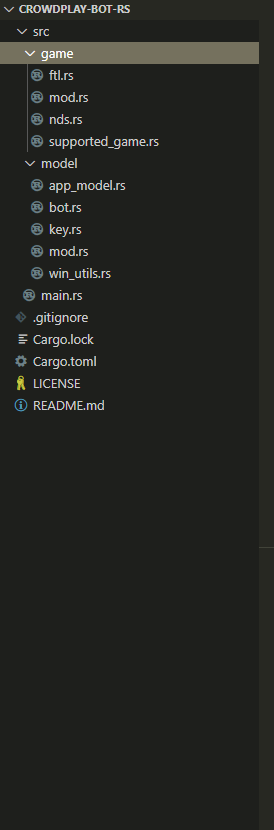 CROWDPLAY-BOT-RS
src
game
ftl.rs
mod.rs
nds.rs
supported_game.rs
model
app_model.rs
bot.rs
key.rs
mod.rs
win_utils.rs
main.rs
.gitignore
Cargo.lock
Cargo.toml
LICENSE
README.md